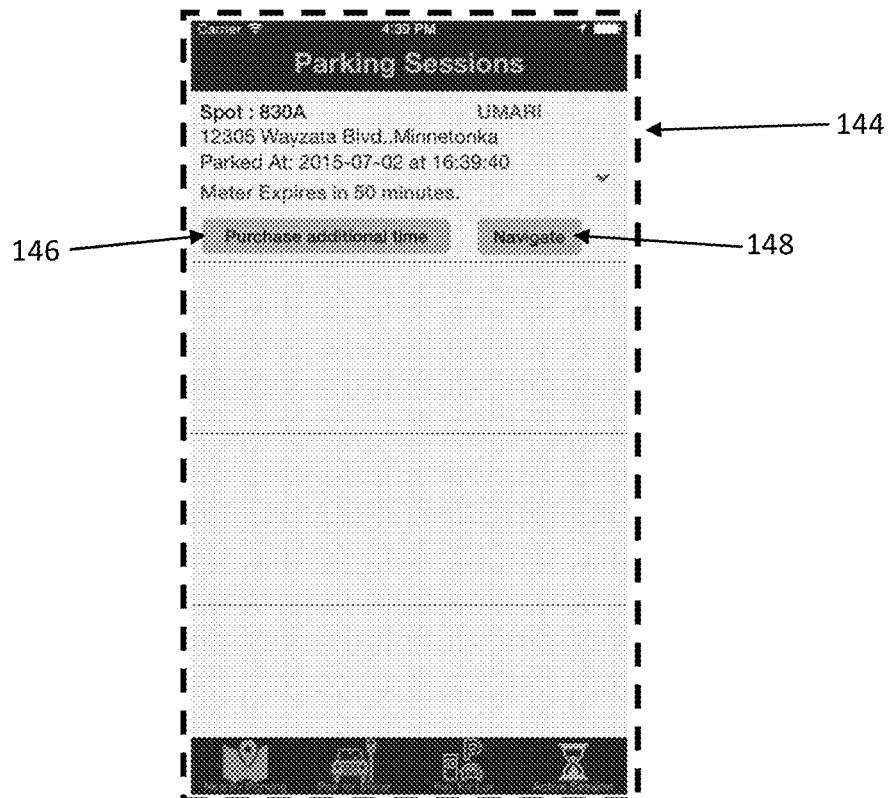 Carrier 4:39 PM
Parking Sessions
Spot : 830A UMARI
12305 Wayzata Blvd.,Minnetonka
Parked At: 2015-07-02 at 16:39:40
Meter Expires in 50 minutes.
Purchase additional time Navigate
144
146
148